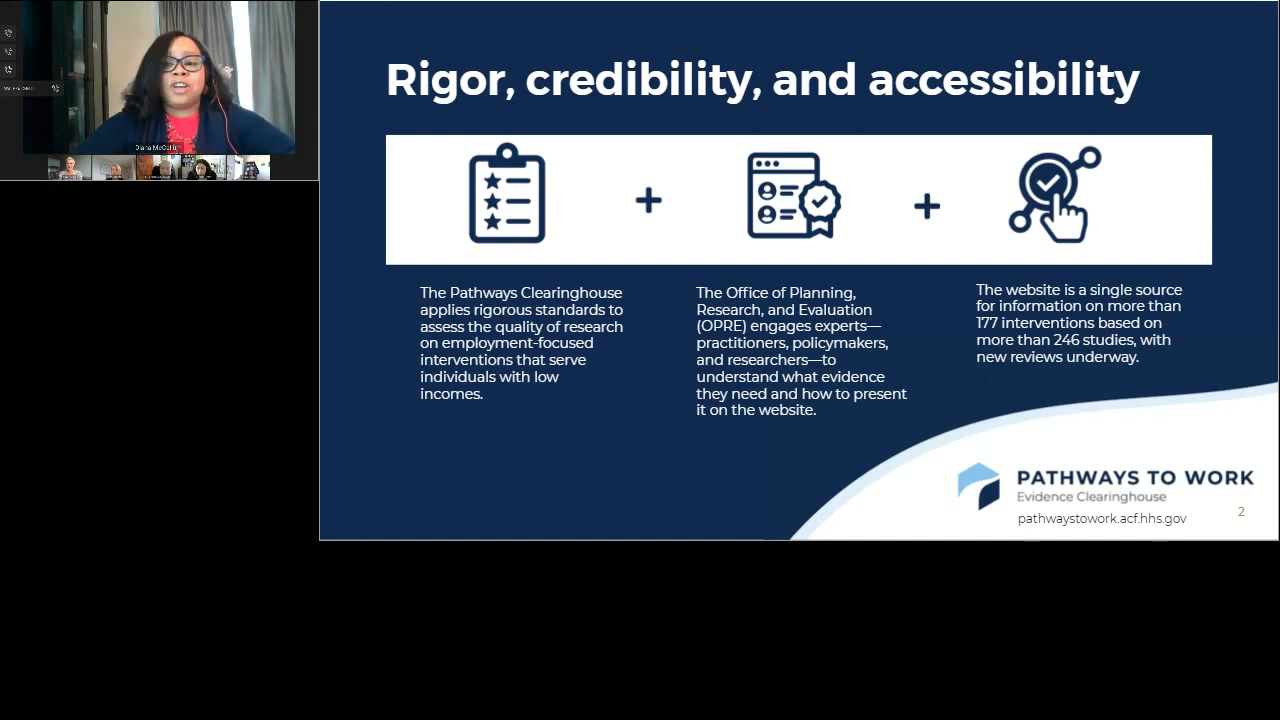 Diana McCallum
Rigor, credibility, and accessibility
The Pathways Clearinghouse
applies rigorous standards to
assess the quality of research
on employment-focused
interventions that serve
individuals with low
incomes.
The Office of Planning,
Research, and Evaluation
(OPRE) engages experts—
practitioners, policymakers,
and researchers—to
understand what evidence
they need and how to present
it on the website.
The website is a single source
for information on more than
177 interventions based on
more than 246 studies, with
new reviews underway.
PATHWAYS TO WORK
Evidence Clearinghouse
pathwaystowork.acf.hhs.gov
2